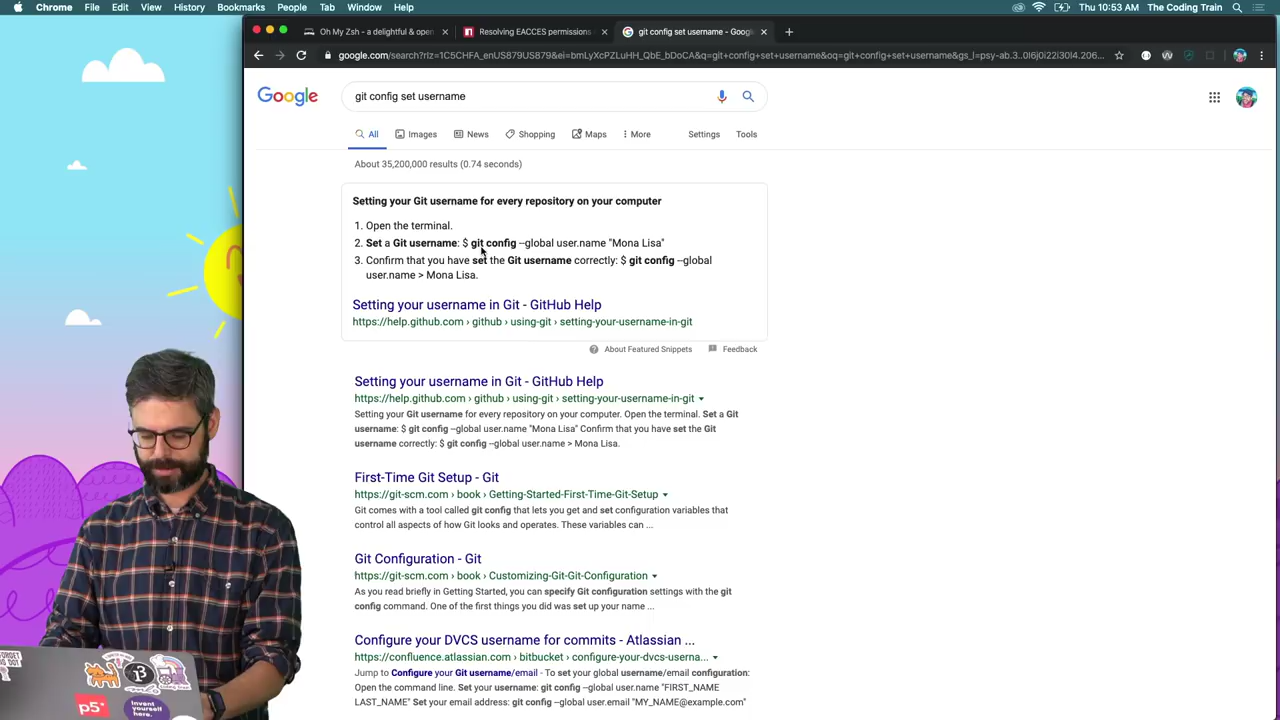 Chrome File Edit View History Bookmarks People Tab Window Help Thu 10:53 AM The Coding Train
Oh My Zsh - a delightful & open Resolving EACCES permissions git config set username - Google
google.com/search?riz=1C5CHFA_enUS879US879&ei=bmLyXcPZLuHH_QbE_bDoCA&q=git+config+set+username&oq=git+config+set+username&gs_l=psy-ab.3..0l6j0i22i30l4.206...
Google git config set username
All Images News Shopping Maps More Settings Tools
About 35,200,000 results (0.74 seconds)
Setting your Git username for every repository on your computer
1. Open the terminal.
2. Set a Git username: $ git config --global user.name "Mona Lisa"
3. Confirm that you have set the Git username correctly: $ git config --global
user.name > Mona Lisa.
Setting your username in Git - GitHub Help
https://help.github.com › github › using-git › setting-your-username-in-git
About Featured Snippets Feedback
Setting your username in Git - GitHub Help
https://help.github.com › github › using-git › setting-your-username-in-git
Setting your Git username for every repository on your computer. Open the terminal. Set a Git
username: $ git config --global user.name "Mona Lisa" Confirm that you have set the Git
username correctly: $ git config --global user.name > Mona Lisa.
First-Time Git Setup - Git
https://git-scm.com › book › Getting-Started-First-Time-Git-Setup
Git comes with a tool called git config that lets you get and set configuration variables that
control all aspects of how Git looks and operates. These variables can ...
Git Configuration - Git
https://git-scm.com › book › Customizing-Git-Git-Configuration
As you read briefly in Getting Started, you can specify Git configuration settings with the git
config command. One of the first things you did was set up your name ...
Configure your DVCS username for commits - Atlassian ...
https://confluence.atlassian.com › bitbucket › configure-your-dvcs-userna...
Jump to Configure your Git username/email - To set your global username/email configuration:
Open the command line. Set your username: git config --global user.name "FIRST_NAME
LAST_NAME" Set your email address: git config --global user.email "MY_NAME@example.com"
p5*
Invent
yourself
here.